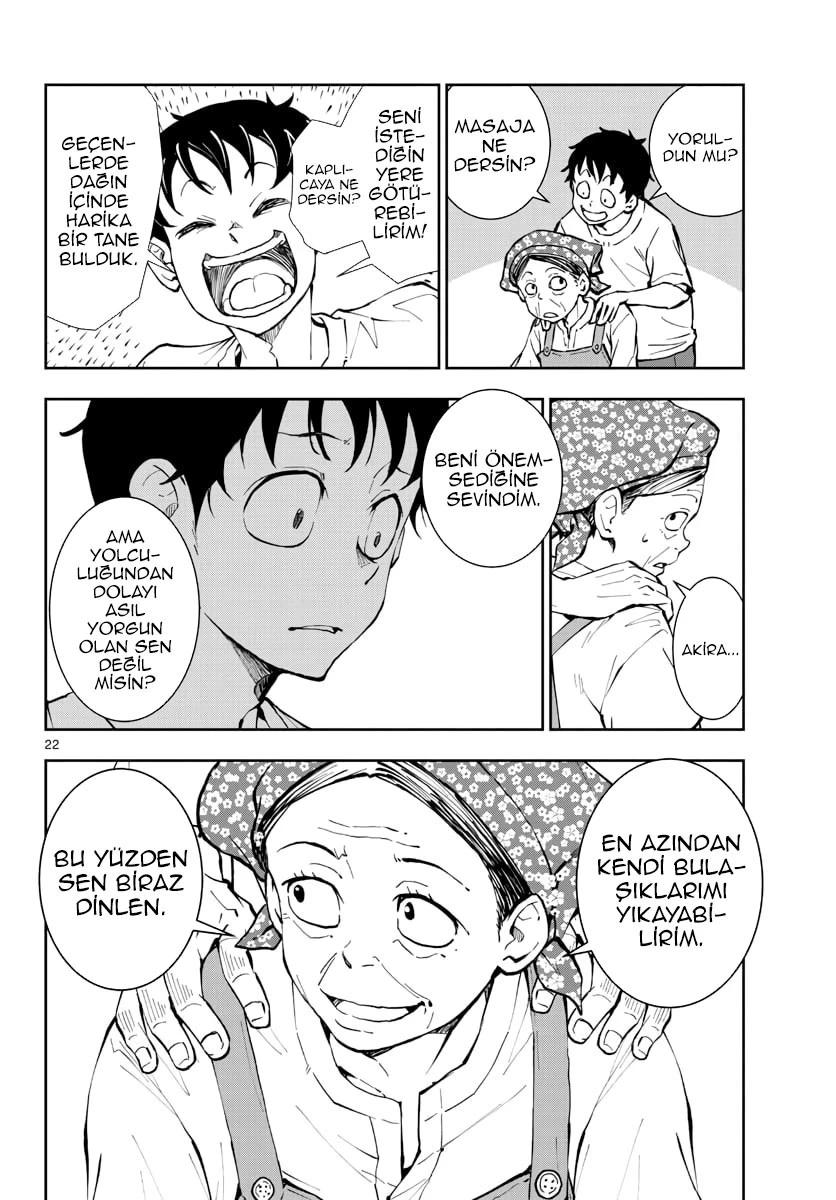 YORUL-
DUN MU?
MASAJA
NE
DERSİN?
SENİ
İSTE-
DİĞİN
YERE
GÖTÜ-
REBİ-
LİRİM!
KAPLI-
CAYA NE
DERSİN?
GEÇEN-
LERDE
DAĞIN
İÇİNDE
HARİKA
BİR TANE
BULDUK.
AKİRA...
BENİ ÖNEM-
SEDİĞİNE
SEVİNDİM.
AMA
YOLCU-
LUĞUNDAN
DOLAYI
ASIL
YORGUN
OLAN SEN
DEĞİL
MİSİN?
22
EN AZINDAN
KENDİ BULA-
ŞIKLARIMI
YIKAYABİ-
LİRİM.
BU YÜZDEN
SEN BİRAZ
DİNLEN.